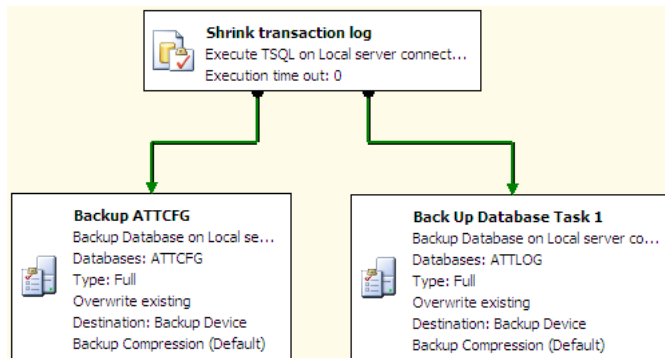 Shrink transaction log
Execute TSQL on Local server connect...
Execution time out: 0
Backup ATTCFG
Backup Database on Local se...
Databases: ATTCFG
Type: Full
Overwrite existing
Destination: Backup Device
Backup Compression (Default)
Back Up Database Task 1
Backup Database on Local server co...
Databases: ATTLOG
Type: Full
Overwrite existing
Destination: Backup Device
Backup Compression (Default)